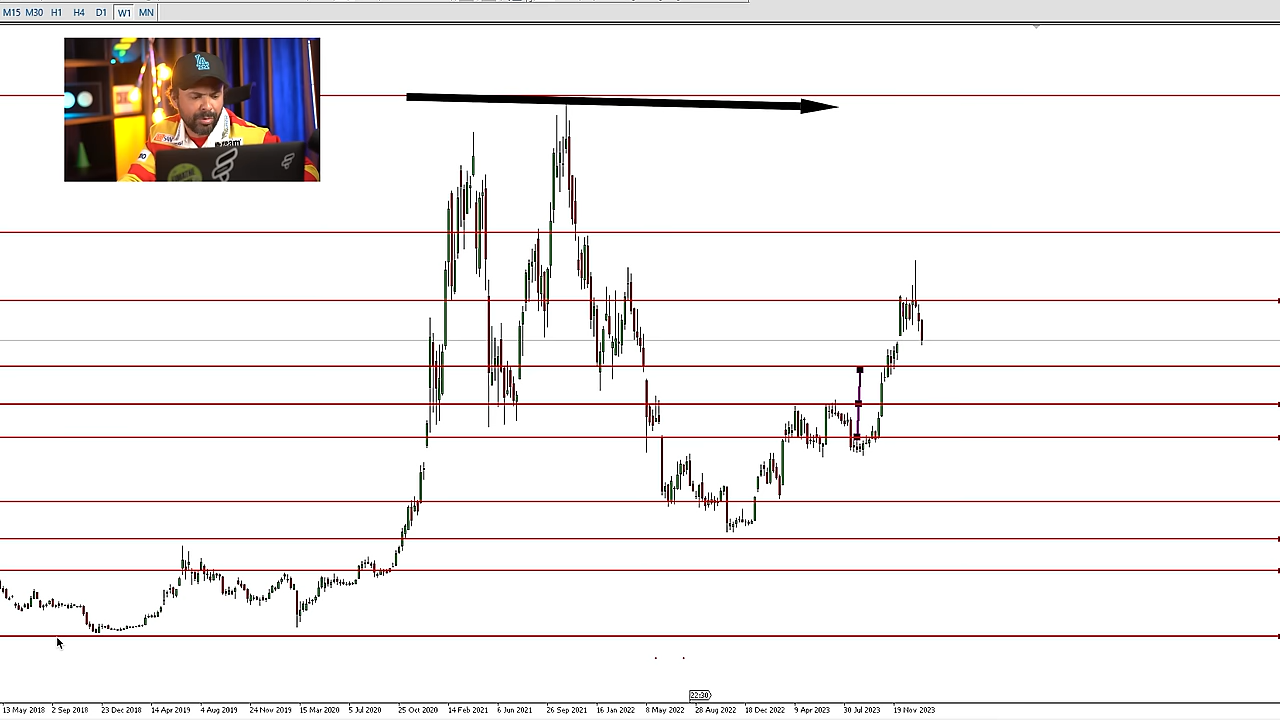 M15 M30 H1 H4 D1 W1 MN
LA
22:30
13 May 2018 2 Sep 2018 23 Dec 2018 14 Apr 2019 4 Aug 2019 24 Nov 2019 15 Mar 2020 5 Jul 2020 25 Oct 2020 14 Feb 2021 6 Jun 2021 26 Sep 2021 16 Jan 2022 8 May 2022 28 Aug 2022 18 Dec 2022 9 Apr 2023 30 Jul 2023 19 Nov 2023